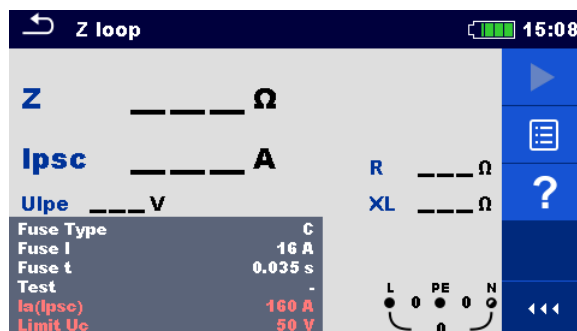 Z loop 15:08
Z ___ Ω
Ipsc ___ A
R ___ Ω
Ulpe ___ V
XL ___ Ω
?
Fuse Type C
Fuse I 16 A
Fuse t 0.035 s
Test -
Ia(Ipsc) 160 A
Limit Uc 50 V
L PE N
0 0
0